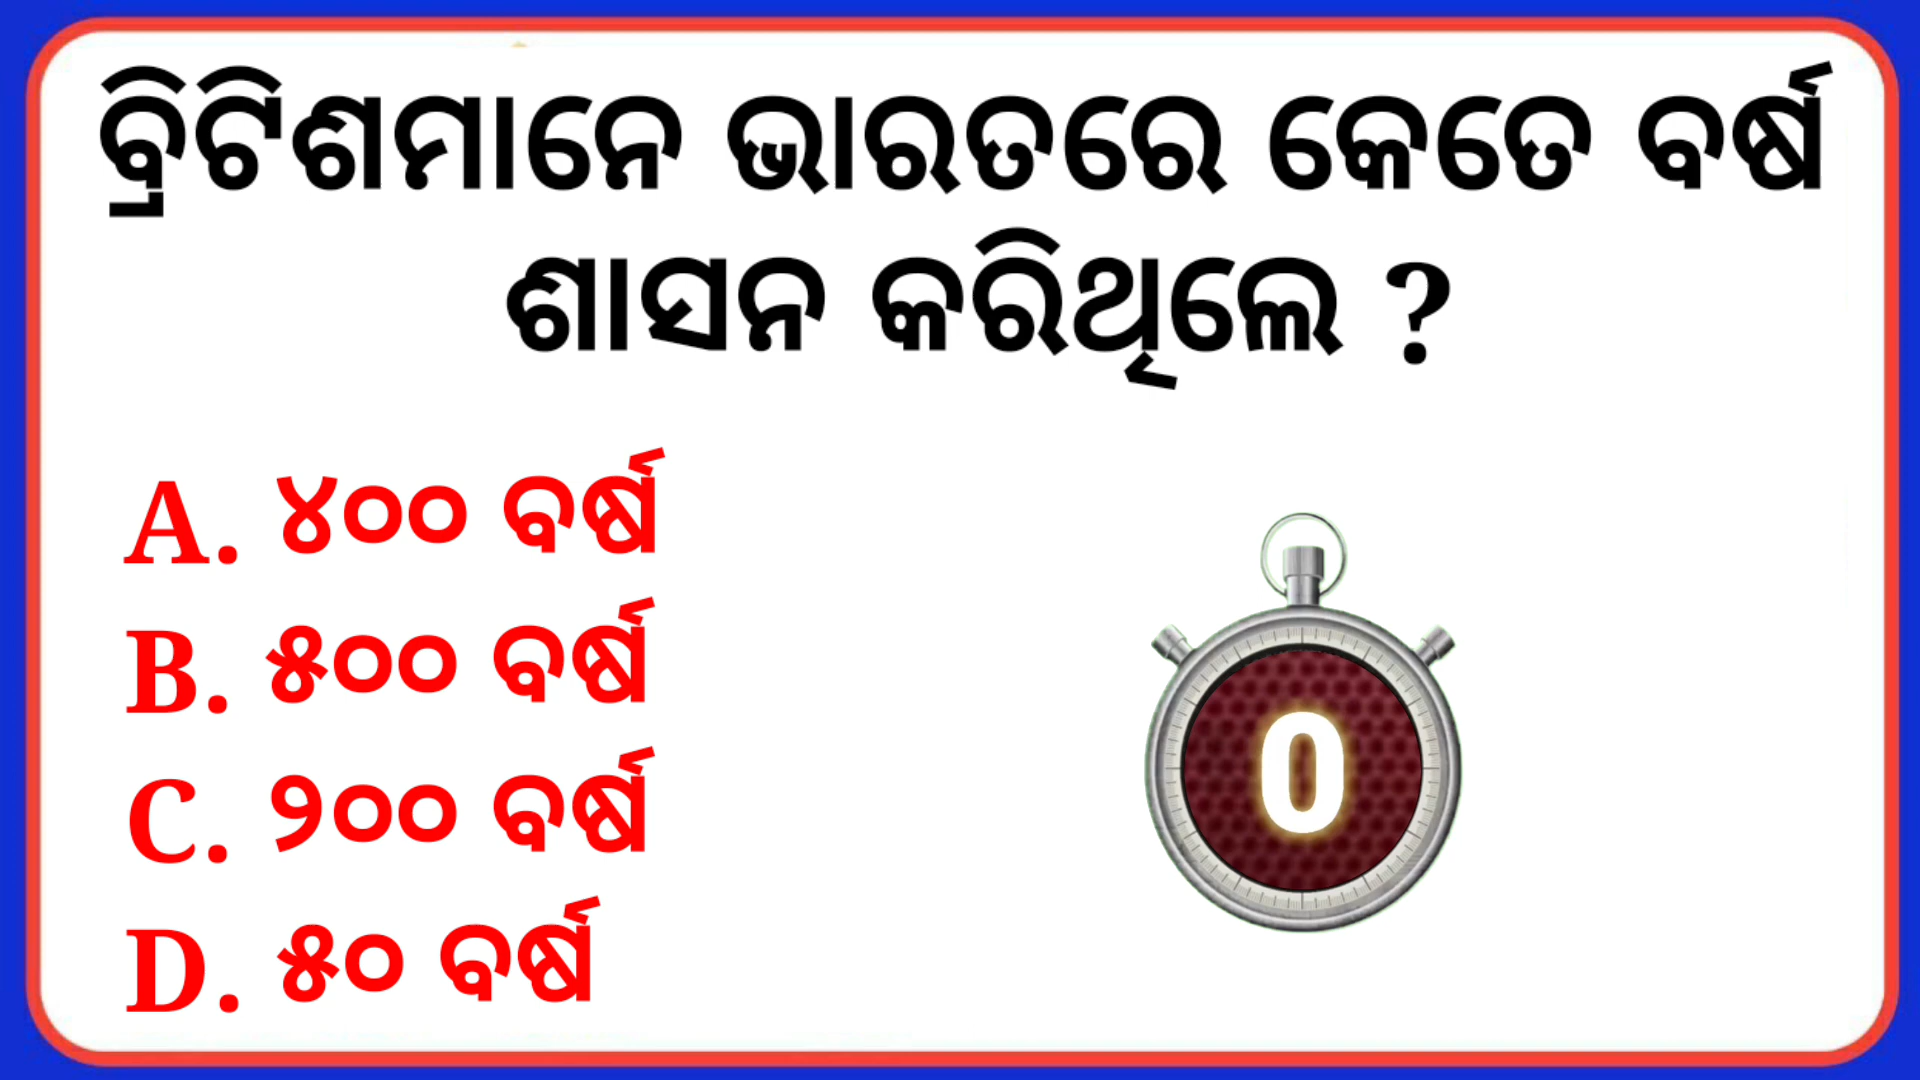 ବ୍ରିଟିଶମାନେ ଭାରତରେ କେତେ ବର୍ଷ
ଶାସନ କରିଥିଲେ ?
A. ୪୦୦ ବର୍ଷ
B. ୫୦୦ ବର୍ଷ
C. ୨୦୦ ବର୍ଷ
D. ୫୦ ବର୍ଷ
0